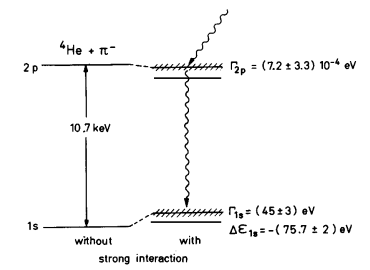 ⁴He + π⁻
2p
Γ₂ₚ = (7.2 ± 3.3) 10⁻⁴ eV
10.7 keV
Γ₁ₛ = (45±3) eV
1s
ΔƐ₁ₛ = -(75.7 ± 2) eV
without with
strong interaction